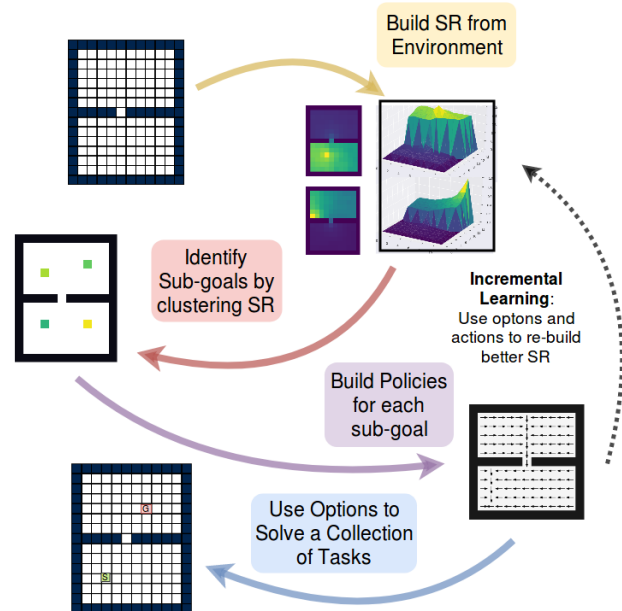 Build SR from
Environment
Identify
Sub-goals by
clustering SR
Incremental
Learning:
Use optons and
actions to re-build
better SR
Build Policies
for each
sub-goal
G
Use Options to
Solve a Collection
of Tasks
S